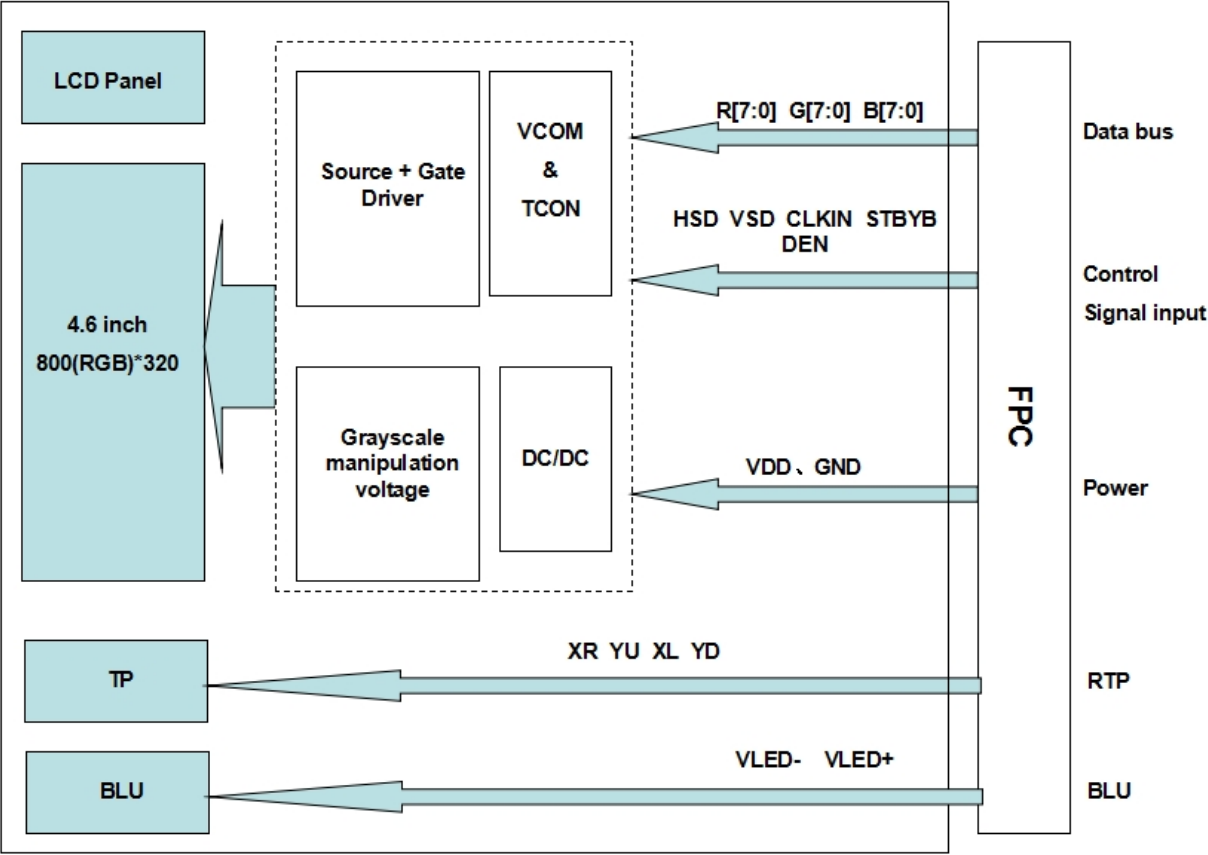 LCD Panel
4.6 inch
800(RGB)*320
Source + Gate
Driver
VCOM
&
TCON
Grayscale
manipulation
voltage
DC/DC
R[7:0] G[7:0] B[7:0]
HSD VSD CLKIN STBYB
DEN
VDD、GND
FPC
Data bus
Control
Signal input
Power
TP
XR YU XL YD
RTP
BLU
VLED- VLED+
BLU